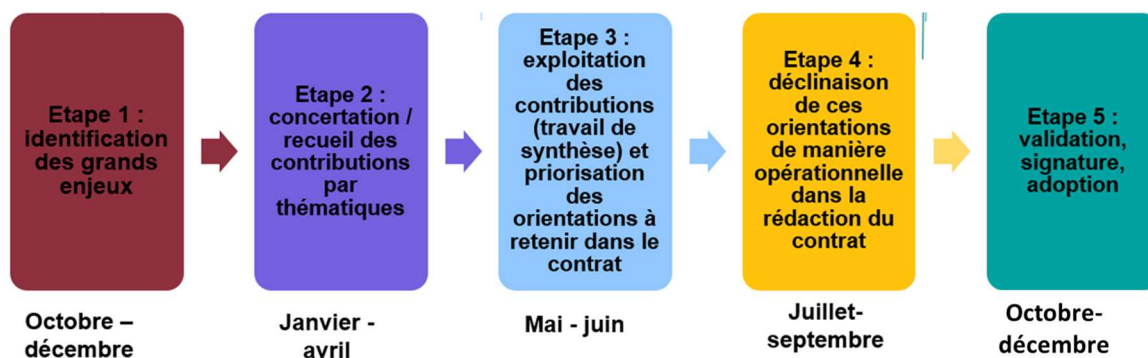 Etape 1 :
identification
des grands
enjeux
Etape 2 :
concertation /
recueil des
contributions
par
thématiques
Etape 3 :
exploitation
des
contributions
(travail de
synthèse) et
priorisation
des
orientations à
retenir dans le
contrat
Etape 4 :
déclinaison
de ces
orientations
de manière
opérationnelle
dans la
rédaction du
contrat
Etape 5 :
validation,
signature,
adoption
Octobre –
décembre
Janvier -
avril
Mai - juin
Juillet-
septembre
Octobre-
décembre